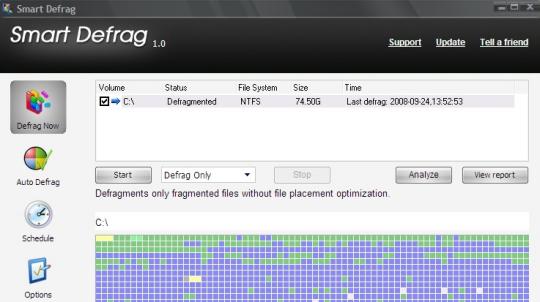 Smart Defrag
Smart Defrag 1.0
Support Update Tell a friend
Volume Status File System Size Time
C:\ Defragmented NTFS 74.50G Last defrag: 2008-09-24,13:52:53
Defrag Now
Start Defrag Only Stop Analyze View report
Auto Defrag
Defragments only fragmented files without file placement optimization.
C:\
Schedule
Options